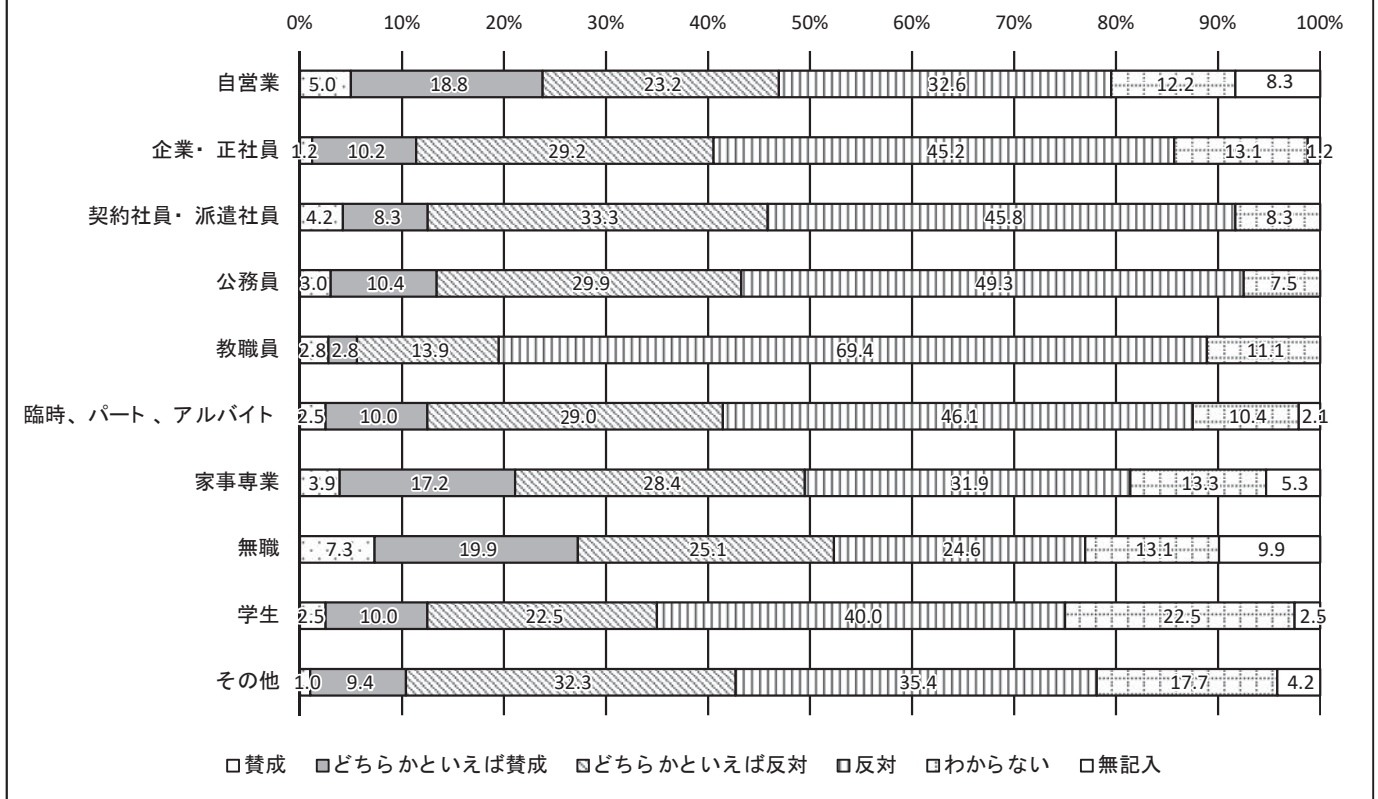 0% 10% 20% 30% 40% 50% 60% 70% 80% 90% 100%
自営業 5.0 18.8 23.2 32.6 12.2 8.3
企業・正社員 1.2 10.2 29.2 45.2 13.1 1.2
契約社員・派遣社員 4.2 8.3 33.3 45.8 8.3
公務員 3.0 10.4 29.9 49.3 7.5
教職員 2.8 2.8 13.9 69.4 11.1
臨時、パート、アルバイト 2.5 10.0 29.0 46.1 10.4 2.1
家事専業 3.9 17.2 28.4 31.9 13.3 5.3
無職 7.3 19.9 25.1 24.6 13.1 9.9
学生 2.5 10.0 22.5 40.0 22.5 2.5
その他 1.0 9.4 32.3 35.4 17.7 4.2
賛成 どちらかといえば賛成 どちらかといえば反対 反対 わからない 無記入